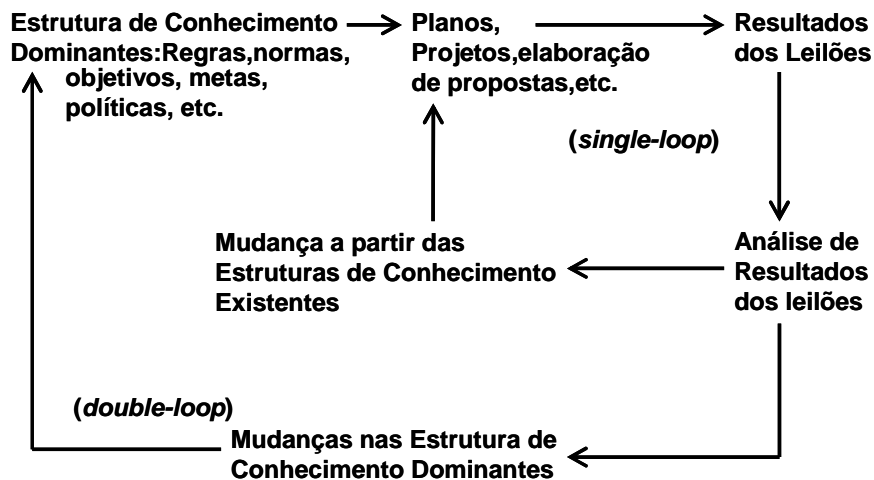 Estrutura de Conhecimento
Dominantes:Regras,normas,
objetivos, metas,
políticas, etc.
Planos,
Projetos,elaboração
de propostas,etc.
Resultados
dos Leilões
(single-loop)
Mudança a partir das
Estruturas de Conhecimento
Existentes
Análise de
Resultados
dos leilões
(double-loop)
Mudanças nas Estrutura de
Conhecimento Dominantes